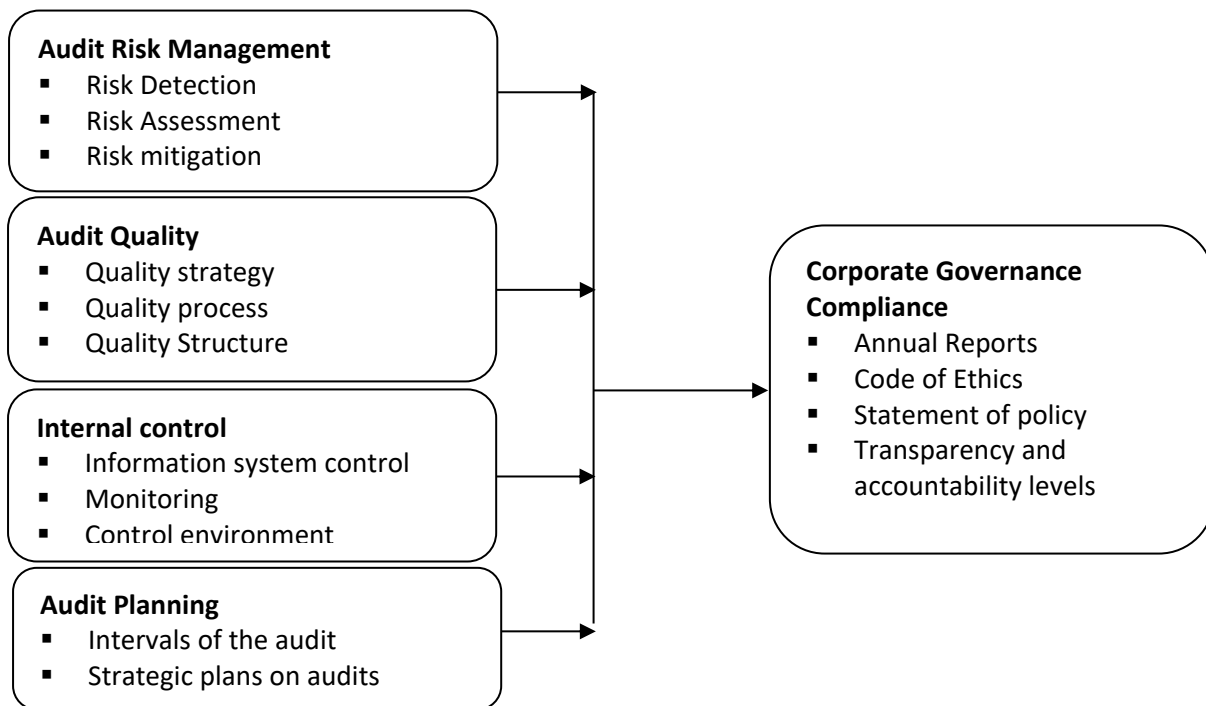 Audit Risk Management
▪ Risk Detection
▪ Risk Assessment
▪ Risk mitigation
Audit Quality
▪ Quality strategy
▪ Quality process
▪ Quality Structure
Internal control
▪ Information system control
▪ Monitoring
▪ Control environment
Audit Planning
▪ Intervals of the audit
▪ Strategic plans on audits
Corporate Governance
Compliance
▪ Annual Reports
▪ Code of Ethics
▪ Statement of policy
▪ Transparency and
accountability levels